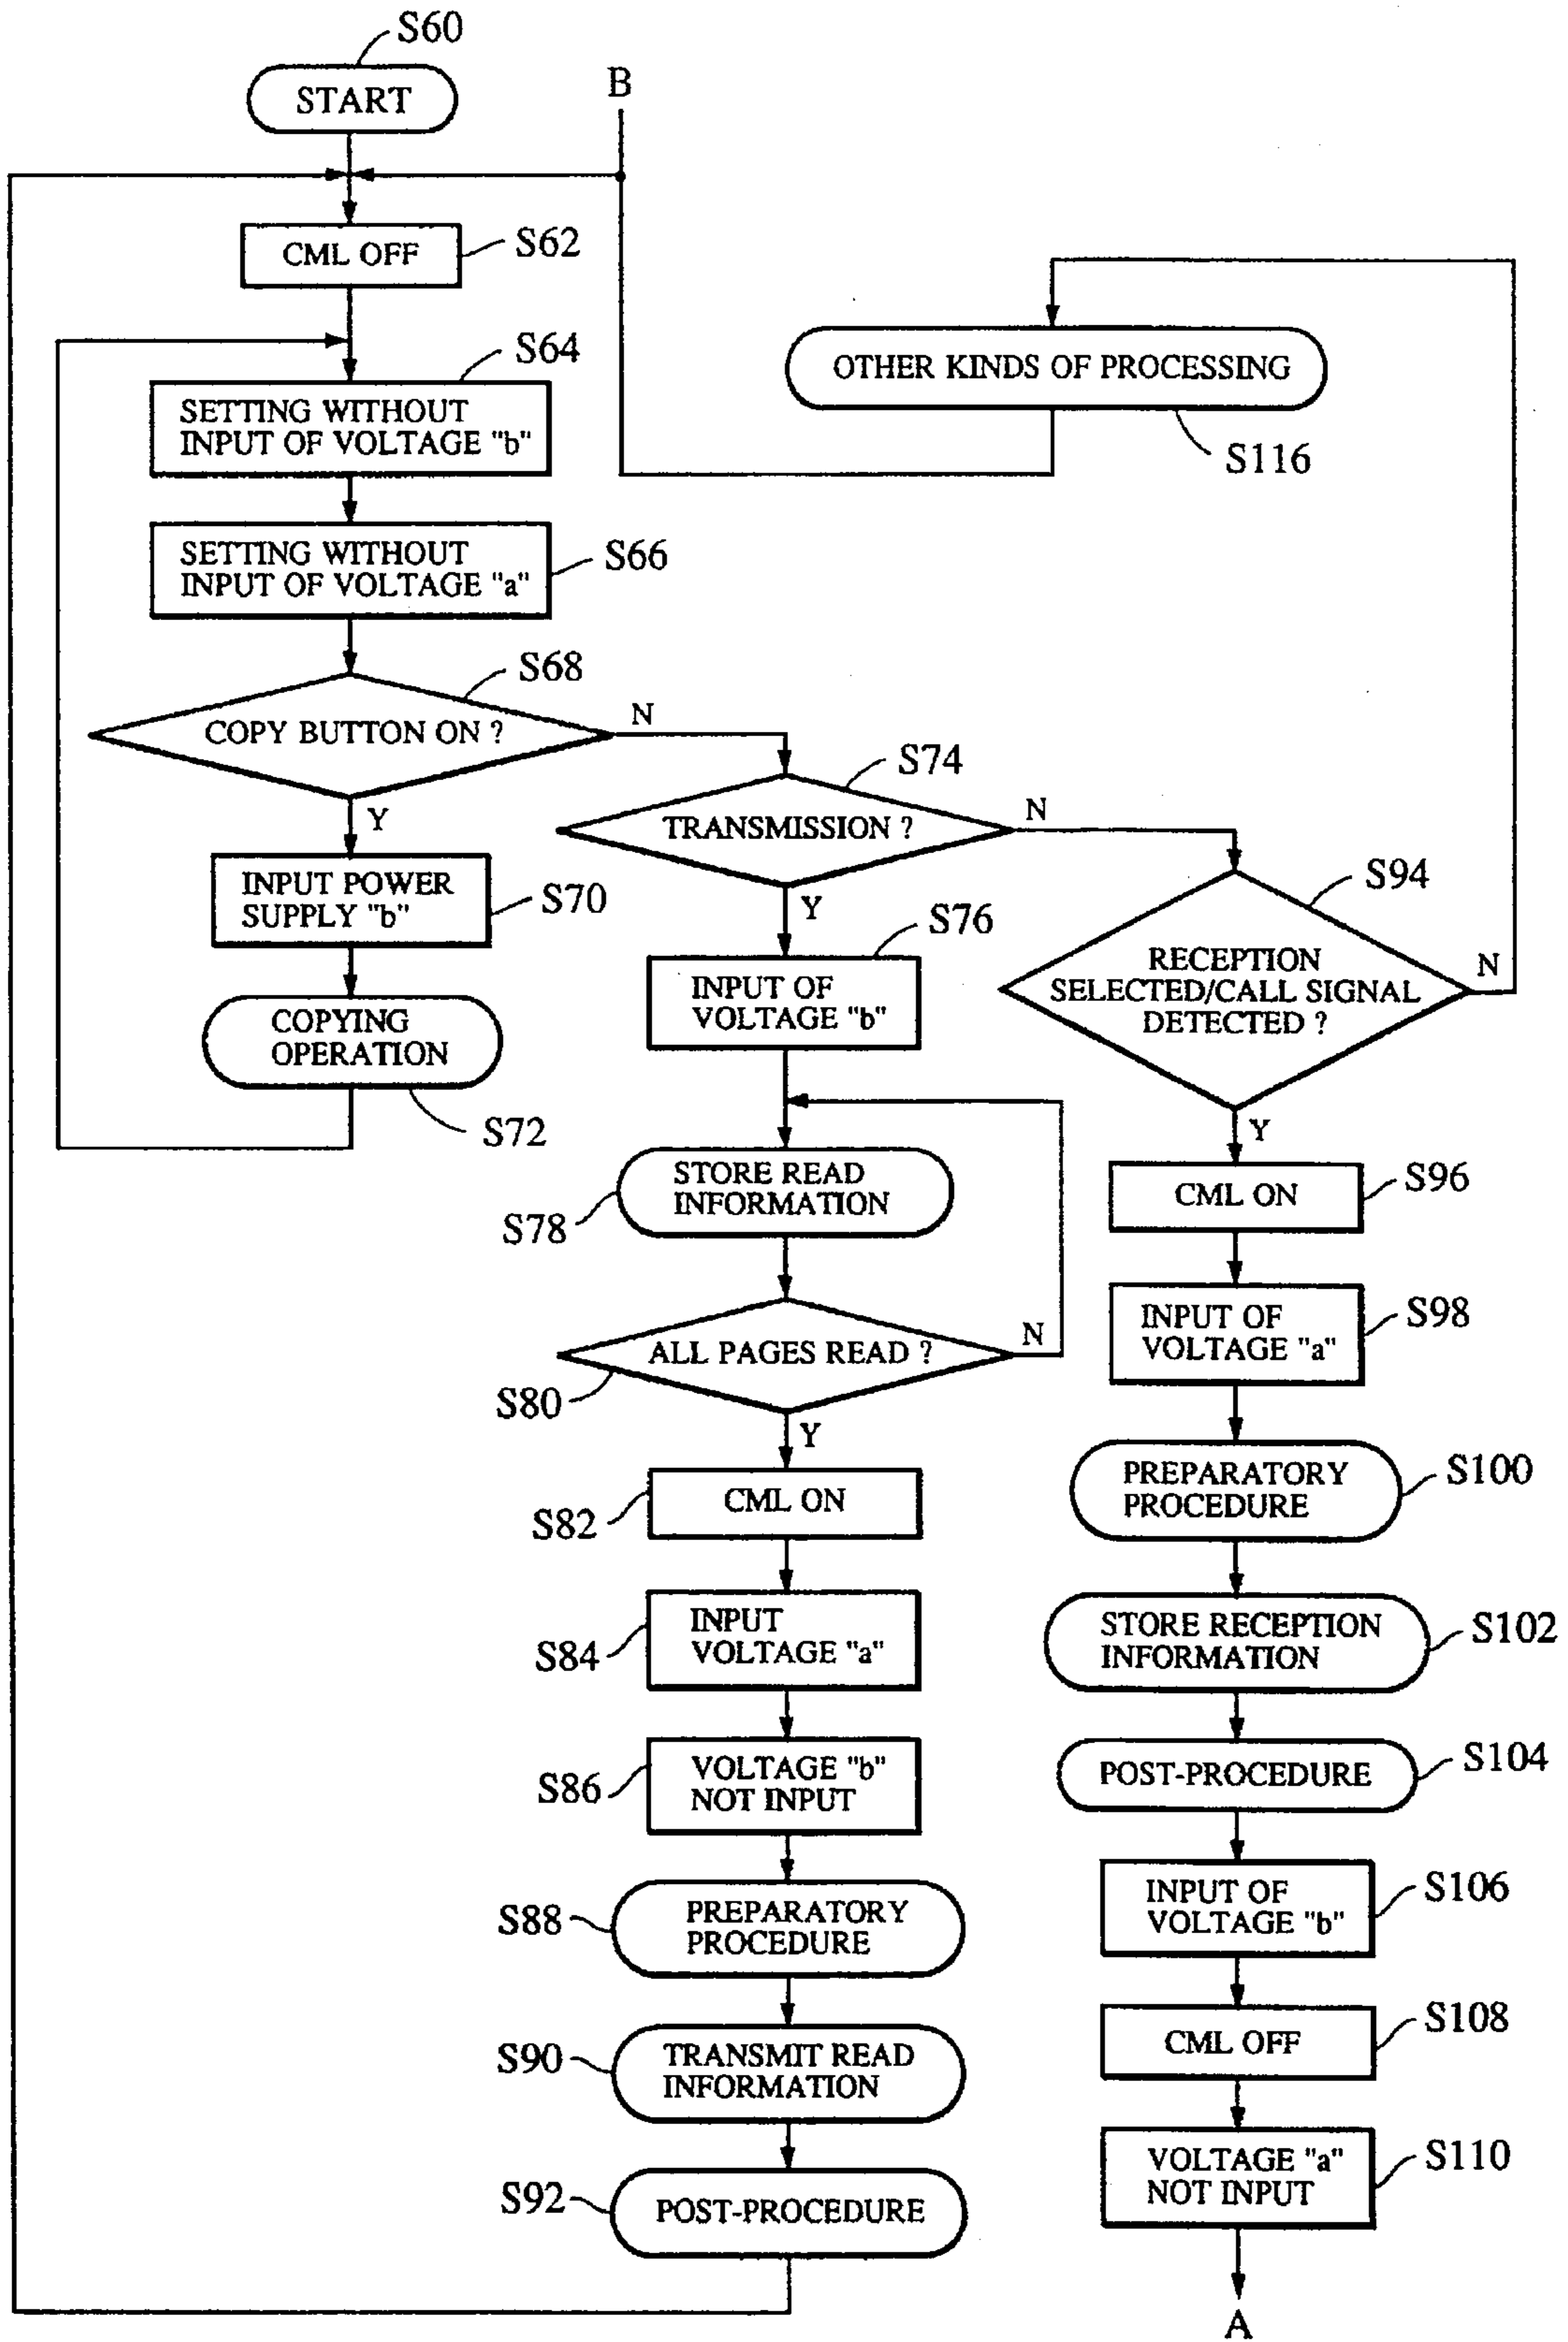 S60
START
B
CML OFF
S62
S64
SETTING WITHOUT
INPUT OF VOLTAGE "b"
OTHER KINDS OF PROCESSING
S116
SETTING WITHOUT
INPUT OF VOLTAGE "a"
S66
S68
COPY BUTTON ON ?
N
Y
S74
TRANSMISSION ?
N
Y
INPUT POWER
SUPPLY "b"
S70
COPYING
OPERATION
S72
S76
INPUT OF
VOLTAGE "b"
S94
RECEPTION
SELECTED/CALL SIGNAL
DETECTED ?
N
Y
STORE READ
INFORMATION
S78
ALL PAGES READ ?
N
S80
Y
CML ON
S82
INPUT
VOLTAGE "a"
S84
VOLTAGE "b"
NOT INPUT
S86
PREPARATORY
PROCEDURE
S88
TRANSMIT READ
INFORMATION
S90
POST-PROCEDURE
S92
CML ON
S96
INPUT OF
VOLTAGE "a"
S98
PREPARATORY
PROCEDURE
S100
STORE RECEPTION
INFORMATION
S102
POST-PROCEDURE
S104
INPUT OF
VOLTAGE "b"
S106
CML OFF
S108
VOLTAGE "a"
NOT INPUT
S110
A